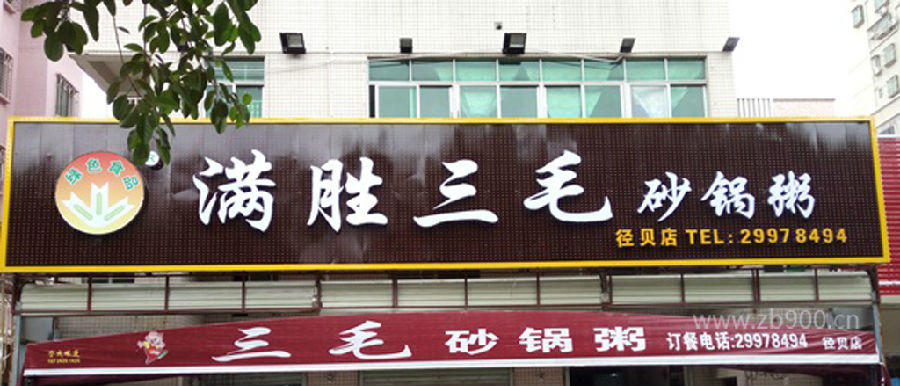 绿色食品
满胜三毛 砂锅粥
径贝店 TEL:29978494
三毛 砂锅粥 订餐电话:29978494 径贝店
www.zb900.cn